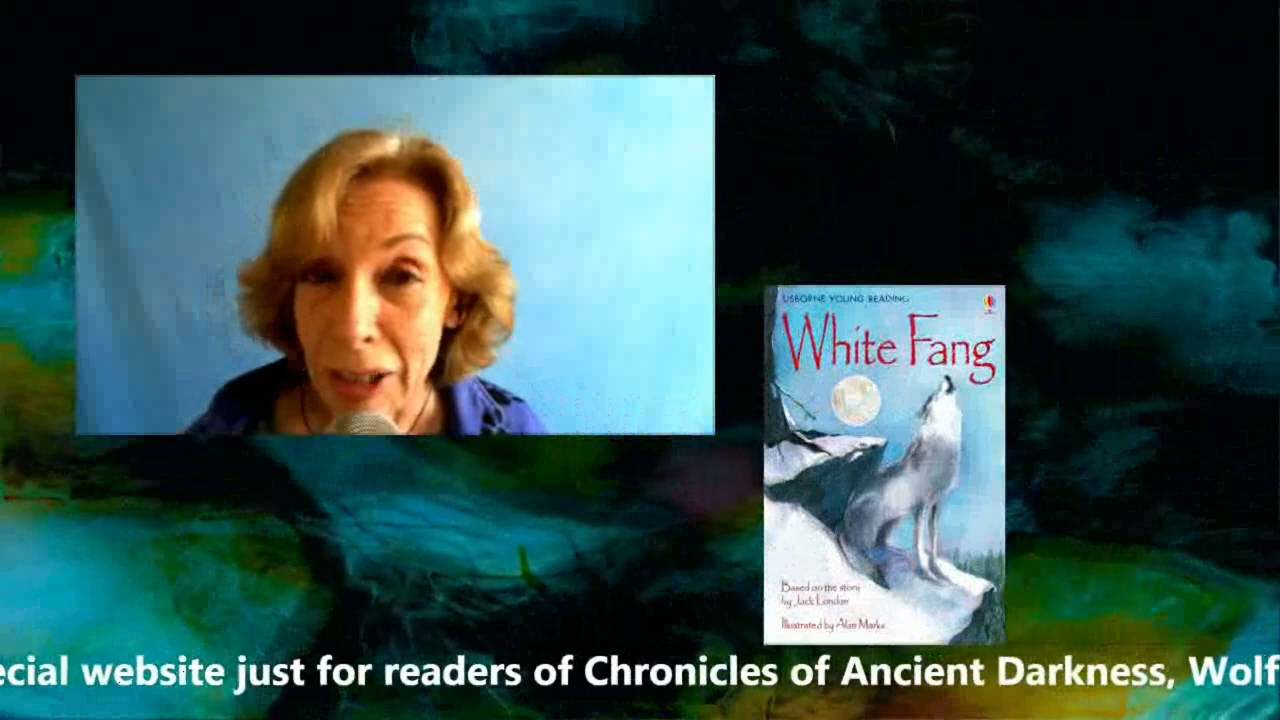 USBORNE YOUNG READING
White Fang
Based on the story
by Jack London
Illustrated by Alan Marks
ecial website just for readers of Chronicles of Ancient Darkness, Wolf